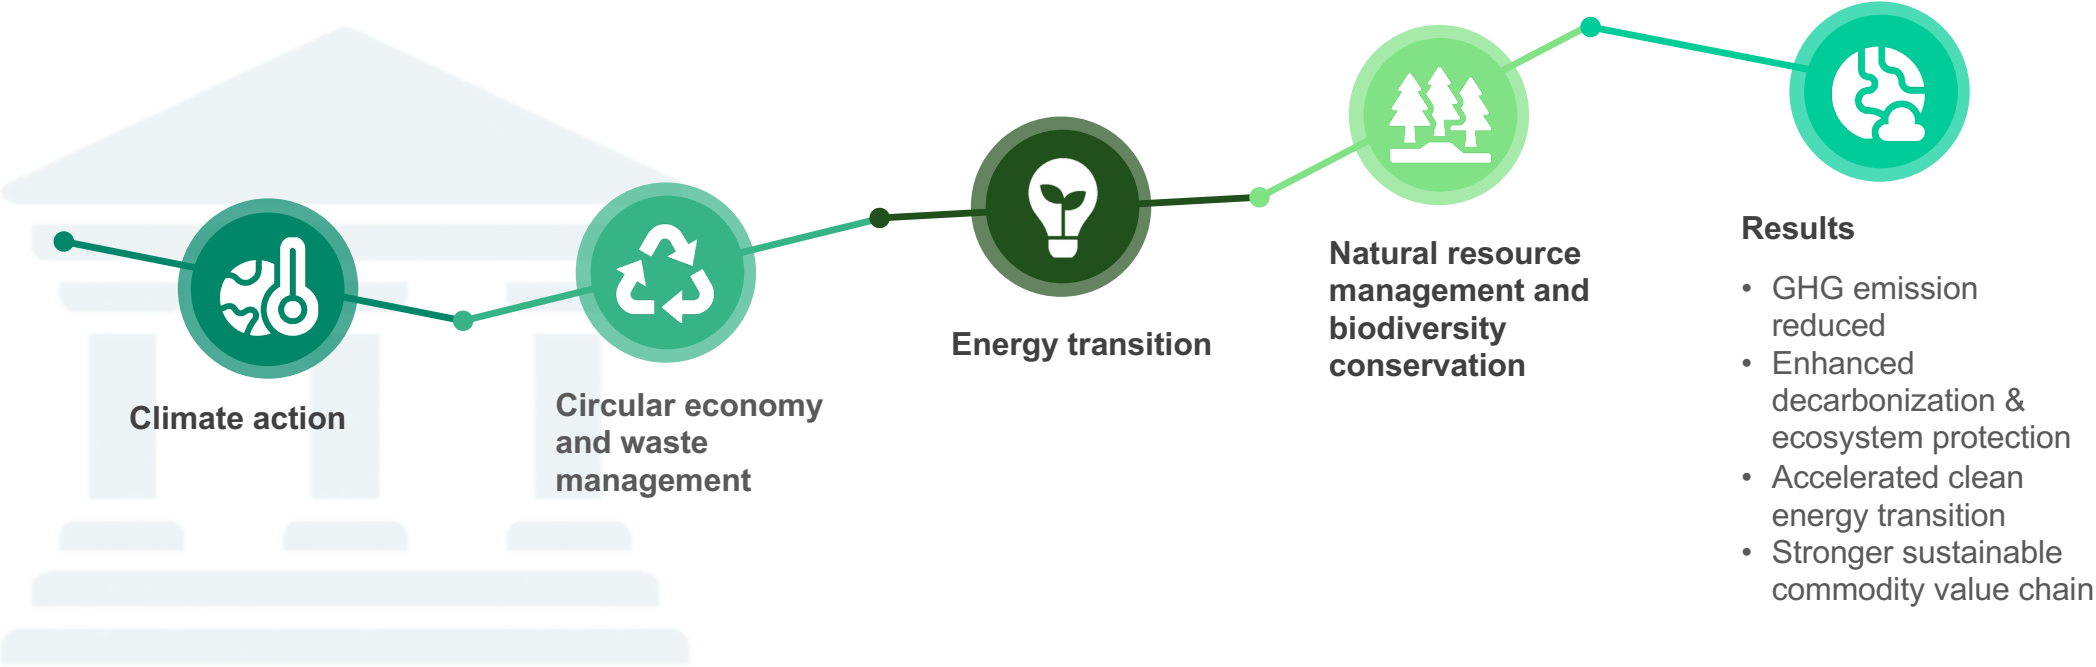 Climate action
Circular economy
and waste
management
Energy transition
Natural resource
management and
biodiversity
conservation
Results
• GHG emission
reduced
• Enhanced
decarbonization &
ecosystem protection
• Accelerated clean
energy transition
• Stronger sustainable
commodity value chain